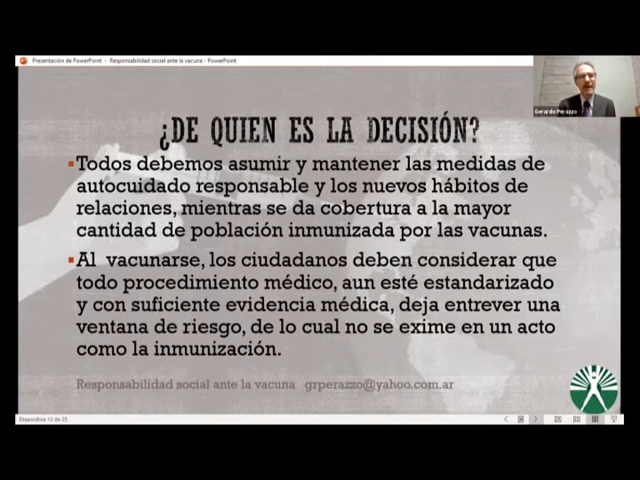 Presentación de PowerPoint - Responsabilidad social ante la vacuna - PowerPoint
Gerardo Perazzo
¿DE QUIEN ES LA DECISIÓN?
Todos debemos asumir y mantener las medidas de
autocuidado responsable y los nuevos hábitos de
relaciones, mientras se da cobertura a la mayor
cantidad de población inmunizada por las vacunas.
Al vacunarse, los ciudadanos deben considerar que
todo procedimiento médico, aun esté estandarizado
y con suficiente evidencia médica, deja entrever una
ventana de riesgo, de lo cual no se exime en un acto
como la inmunización.
Responsabilidad social ante la vacuna grperazzo@yahoo.com.ar
Diapositiva 12 de 25